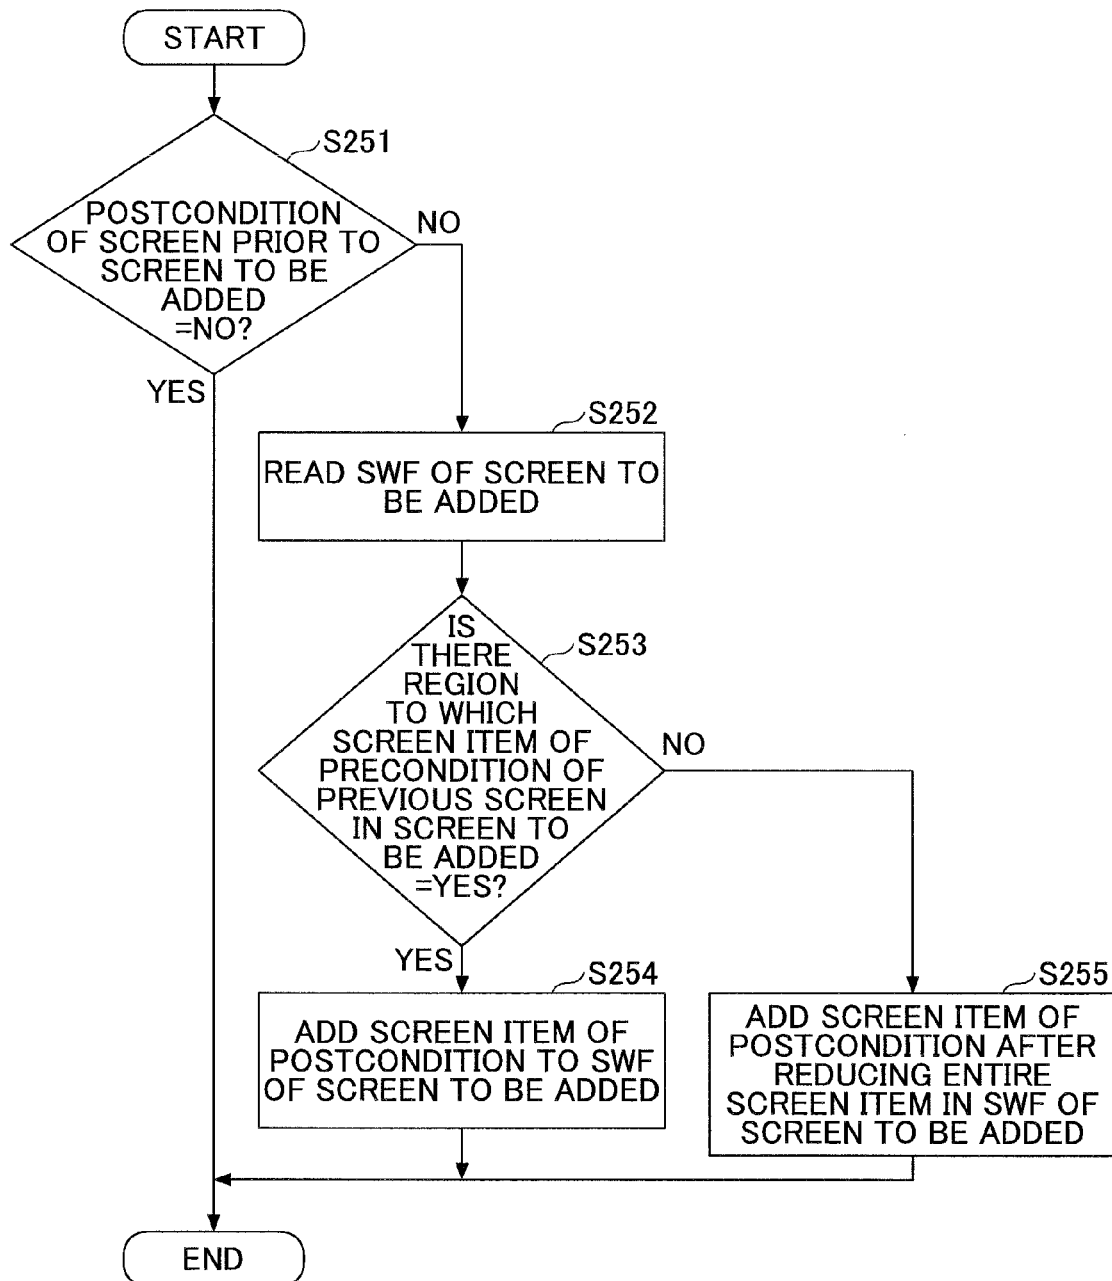 START
S251
POSTCONDITION
OF SCREEN PRIOR TO
SCREEN TO BE
ADDED
=NO?
NO
YES
S252
READ SWF OF SCREEN TO
BE ADDED
S253
IS
THERE
REGION
TO WHICH
SCREEN ITEM OF
PRECONDITION OF
PREVIOUS SCREEN
IN SCREEN TO
BE ADDED
=YES?
NO
YES
S254
ADD SCREEN ITEM OF
POSTCONDITION TO SWF
OF SCREEN TO BE ADDED
S255
ADD SCREEN ITEM OF
POSTCONDITION AFTER
REDUCING ENTIRE
SCREEN ITEM IN SWF OF
SCREEN TO BE ADDED
END